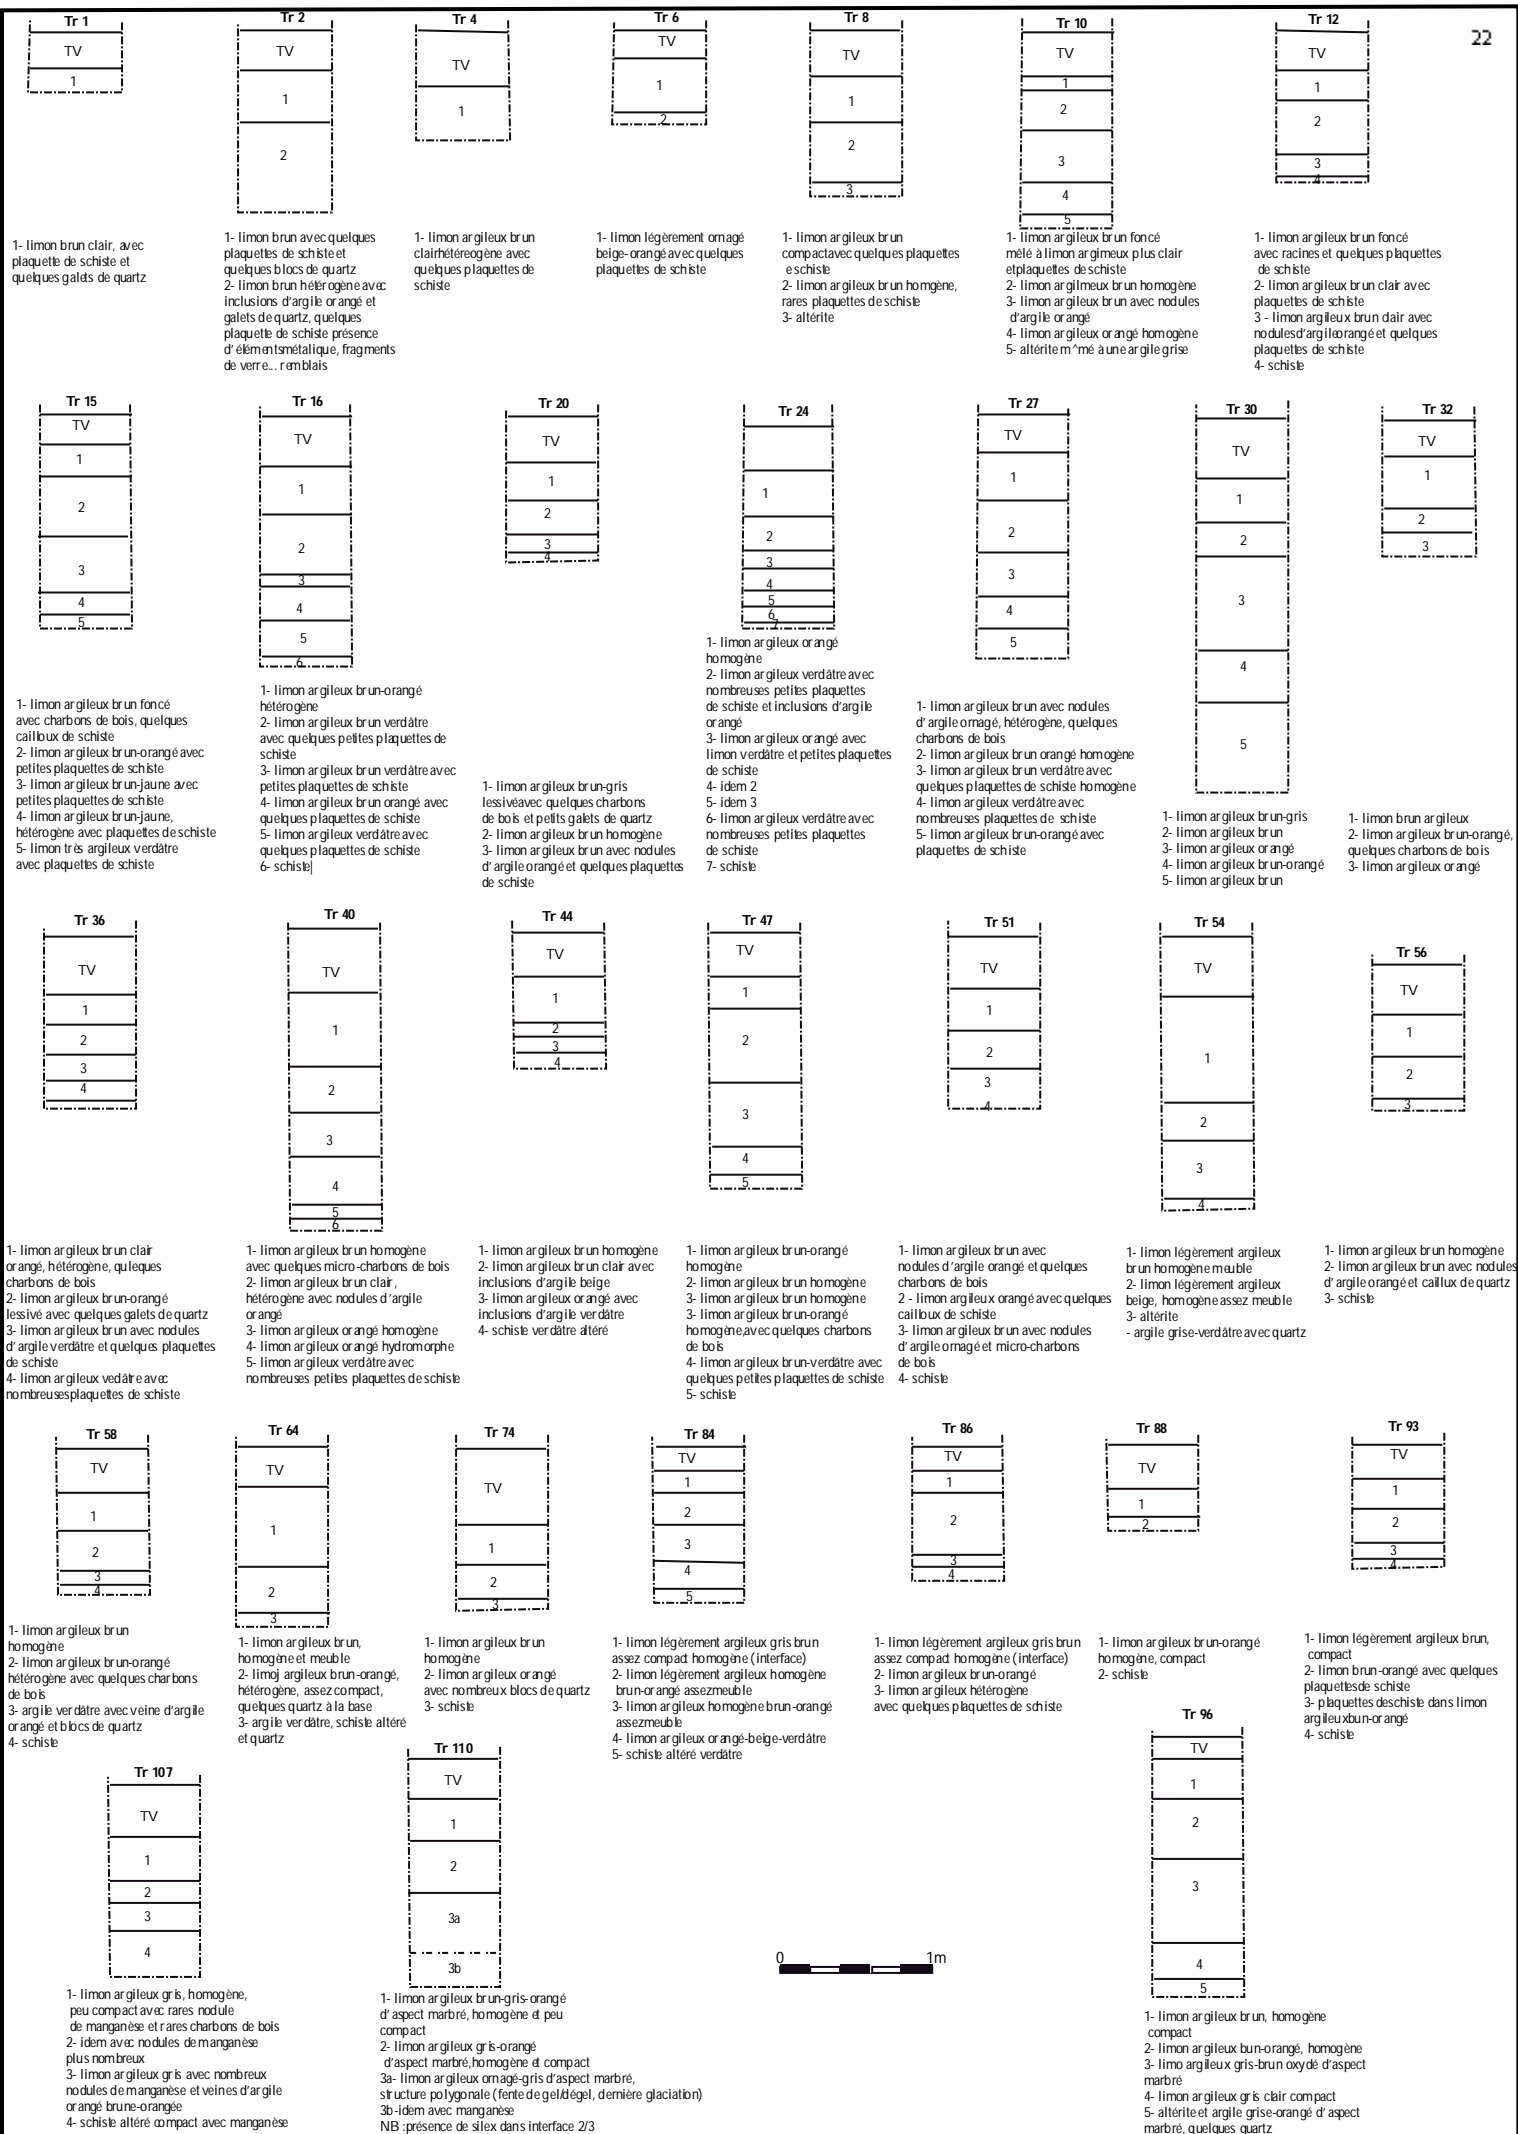 22
Tr 1
TV
1
1- limon brun clair, avec
plaquette de schiste et
quelques galets de quartz
Tr 2
TV
1
2
1- limon brun avec quelques
plaquettes de schiste et
quelques blocs de quartz
2- limon brun hétérogène avec
inclusions d'argile orangé et
galets de quartz, quelques
plaquette de schiste présence
d'élémentsmétalique, fragments
de verre... remblais
Tr 4
TV
1
1- limon argileux brun
clairhétéreogène avec
quelques plaquettes de
schiste
Tr 6
TV
1
2
1- limon légèrement ornagé
beige-orangé avec quelques
plaquettes de schiste
Tr 8
TV
1
2
3
1- limon argileux brun
compactavec quelques plaquettes
e schiste
2- limon argileux brun homgène,
rares plaquettes de schiste
3- altérite
Tr 10
TV
1
2
3
4
5
1- limon argileux brun foncé
mêlé à limon argimeux plus clair
etplaquettes de schiste
2- limon argilmeux brun homogène
3- limon argileux brun avec nodules
d'argile orangé
4- limon argileux orangé homogène
5- altérite m^mé à une argile grise
Tr 12
TV
1
2
3
4
1- limon argileux brun foncé
avec racines et quelques plaquettes
de schiste
2- limon argileux brun clair avec
plaquettes de schiste
3 - limon argileux brun clair avec
nodulesd'argileorangé et quelques
plaquettes de schiste
4- schiste
Tr 15
TV
1
2
3
4
5
1- limon argileux brun foncé
avec charbons de bois, quelques
cailloux de schiste
2- limon argileux brun-orangé avec
petites plaquettes de schiste
3- limon argileux brun-jaune avec
petites plaquettes de schiste
4- limon argileux brun-jaune,
hétérogène avec plaquettes de schiste
5- limon très argileux verdâtre
avec plaquettes de schiste
Tr 16
TV
1
2
3
4
5
6
1- limon argileux brun-orangé
hétérogène
2- limon argileux brun verdâtre
avec quelques petites plaquettes de
schiste
3- limon argileux brun verdâtre avec
petites plaquettes de schiste
4- limon argileux brun orangé avec
quelques plaquettes de schiste
5- limon argileux verdâtre avec
quelques plaquettes de schiste
6- schiste|
Tr 20
TV
1
2
3
4
1- limon argileux brun-gris
lessivéavec quelques charbons
de bois et petits galets de quartz
2- limon argileux brun homogène
3- limon argileux brun avec nodules
d'argile orangé et quelques plaquettes
de schiste
Tr 24
1
2
3
4
5
6
7
1- limon argileux orangé
homogène
2- limon argileux verdâtre avec
nombreuses petites plaquettes
de schiste et inclusions d'argile
orangé
3- limon argileux orangé avec
limon verdâtre et petites plaquettes
de schiste
4- idem 2
5- idem 3
6- limon argileux verdâtre avec
nombreuses petites plaquettes
de schiste
7- schiste
Tr 27
TV
1
2
3
4
5
1- limon argileux brun avec nodules
d'argile ornagé, hétérogène, quelques
charbons de bois
2- limon argileux brun orangé homogène
3- limon argileux brun verdâtre avec
quelques plaquettes de schiste homogène
4- limon argileux verdâtre avec
nombreuses plaquettes de schiste
5- limon argileux brun-orangé avec
plaquettes de schiste
Tr 30
TV
1
2
3
4
5
1- limon argileux brun-gris
2- limon argileux brun
3- limon argileux orangé
4- limon argileux brun-orangé
5- limon argileux brun
Tr 32
TV
1
2
3
1- limon brun argileux
2- limon argileux brun-orangé,
quelques charbons de bois
3- limon argileux orangé
Tr 36
TV
1
2
3
4
1- limon argileux brun clair
orangé, hétérogène, quleques
charbons de bois
2- limon argileux brun-orangé
lessivé avec quelques galets de quartz
3- limon argileux brun avec nodules
d'argile verdâtre et quelques plaquettes
de schiste
4- limon argileux vedâtre avec
nombreusesplaquettes de schiste
Tr 40
TV
1
2
3
4
5
6
1- limon argileux brun homogène
avec quelques micro-charbons de bois
2- limon argileux brun clair,
hétérogène avec nodules d'argile
orangé
3- limon argileux orangé homogène
4- limon argileux orangé hydromorphe
5- limon argileux verdâtre avec
nombreuses petites plaquettes de schiste
Tr 44
TV
1
2
3
4
1- limon argileux brun homogène
2- limon argileux brun clair avec
inclusions d'argile beige
3- limon argileux orangé avec
inclusions d'argile verdâtre
4- schiste verdâtre altéré
Tr 47
TV
1
2
3
4
5
1- limon argileux brun-orangé
homogène
2- limon argileux brun homogène
3- limon argileux brun homogène
3- limon argileux brun-orangé
homogène,avec quelques charbons
de bois
4- limon argileux brun-verdâtre avec
quelques petites plaquettes de schiste
5- schiste
Tr 51
TV
1
2
3
4
1- limon argileux brun avec
nodules d'argile orangé et quelques
charbons de bois
2 - limon argileux orangé avec quelques
cailloux de schiste
3- limon argileux brun avec nodules
d'argile ornagé et micro-charbons
de bois
4- schiste
Tr 54
TV
1
2
3
4
1- limon légèrement argileux
brun homogène meuble
2- limon légèrement argileux
beige, homogène assez meuble
3- altérite
- argile grise-verdâtre avec quartz
Tr 56
TV
1
2
3
1- limon argileux brun homogène
2- limon argileux brun avec nodules
d'argile orangé et caillux de quartz
3- schiste
Tr 58
TV
1
2
3
4
1- limon argileux brun
homogène
2- limon argileux brun-orangé
hétérogène avec quelques charbons
de bois
3- argile verdâtre avec veine d'argile
orangé et blocs de quartz
4- schiste
Tr 64
TV
1
2
3
1- limon argileux brun,
homogène et meuble
2- limoj argileux brun-orangé,
hétérogène, assez compact,
quelques quartz à la base
3- argile verdâtre, schiste altéré
et quartz
Tr 74
TV
1
2
3
1- limon argileux brun
homogène
2- limon argileux orangé
avec nombreux blocs de quartz
3- schiste
Tr 84
TV
1
2
3
4
5
1- limon légèrement argileux gris brun
assez compact homogène (interface)
2- limon légèrement argileux homogène
brun-orangé assezmeuble
3- limon argileux homogène brun-orangé
assezmeuble
4- limon argileux orangé-beige-verdâtre
5- schiste altéré verdâtre
Tr 86
TV
1
2
3
4
1- limon légèrement argileux gris brun
assez compact homogène (interface)
2- limon argileux brun-orangé
3- limon argileux hétérogène
avec quelques plaquettes de schiste
Tr 88
TV
1
2
1- limon argileux brun-orangé
homogène, compact
2- schiste
Tr 93
TV
1
2
3
4
1- limon légèrement argileux brun,
compact
2- limon brun-orangé avec quelques
plaquettesde schiste
3- plaquettes deschiste dans limon
argileuxbun-orangé
4- schiste
Tr 107
TV
1
2
3
4
1- limon argileux gris, homogène,
peu compact avec rares nodule
de manganèse et rares charbons de bois
2- idem avec nodules de manganèse
plus nombreux
3- limon argileux gris avec nombreux
nodules de manganèse et veines d'argile
orangé brune-orangée
4- schiste altéré compact avec manganèse
Tr 110
TV
1
2
3a
3b
1- limon argileux brun-gris-orangé
d'aspect marbré, homogène et peu
compact
2- limon argileux gris-orangé
d'aspect marbré,homogène et compact
3a- limon argileux ornagé-gris d'aspect marbré,
structure polygonale (fente de gel/dégel, dernière glaciation)
3b-idem avec manganèse
NB :présence de silex dans interface 2/3
0 1m
Tr 96
TV
1
2
3
4
5
1- limon argileux brun, homogène
compact
2- limon argileux bun-orangé, homogène
3- limo argileux gris-brun oxydé d'aspect
marbré
4- limon argileux gris clair compact
5- altérite et argile grise-orangé d'aspect
marbré, quelques quartz